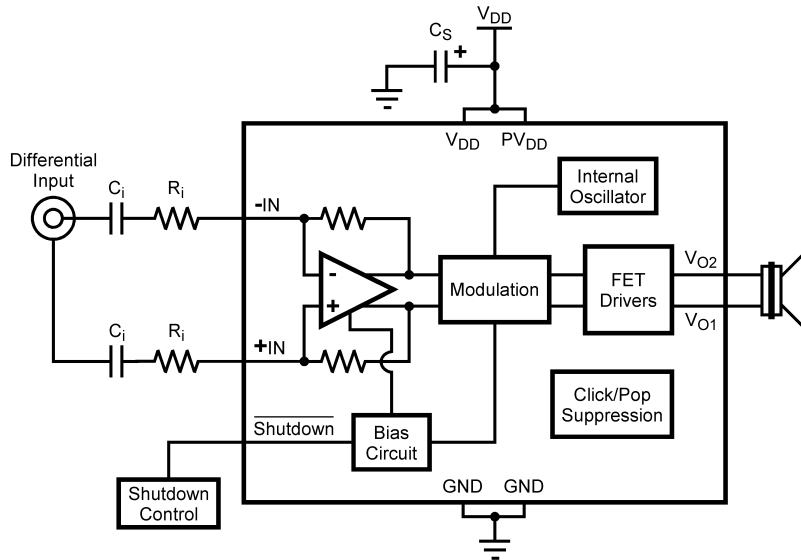 V_DD
C_S
+
V_DD PV_DD
Differential
Input
C_i R_i
-IN
Internal
Oscillator
-
+
Modulation
FET
Drivers
V_O2
V_O1
C_i R_i
+IN
Click/Pop
Suppression
Shutdown
Bias
Circuit
Shutdown
Control
GND GND